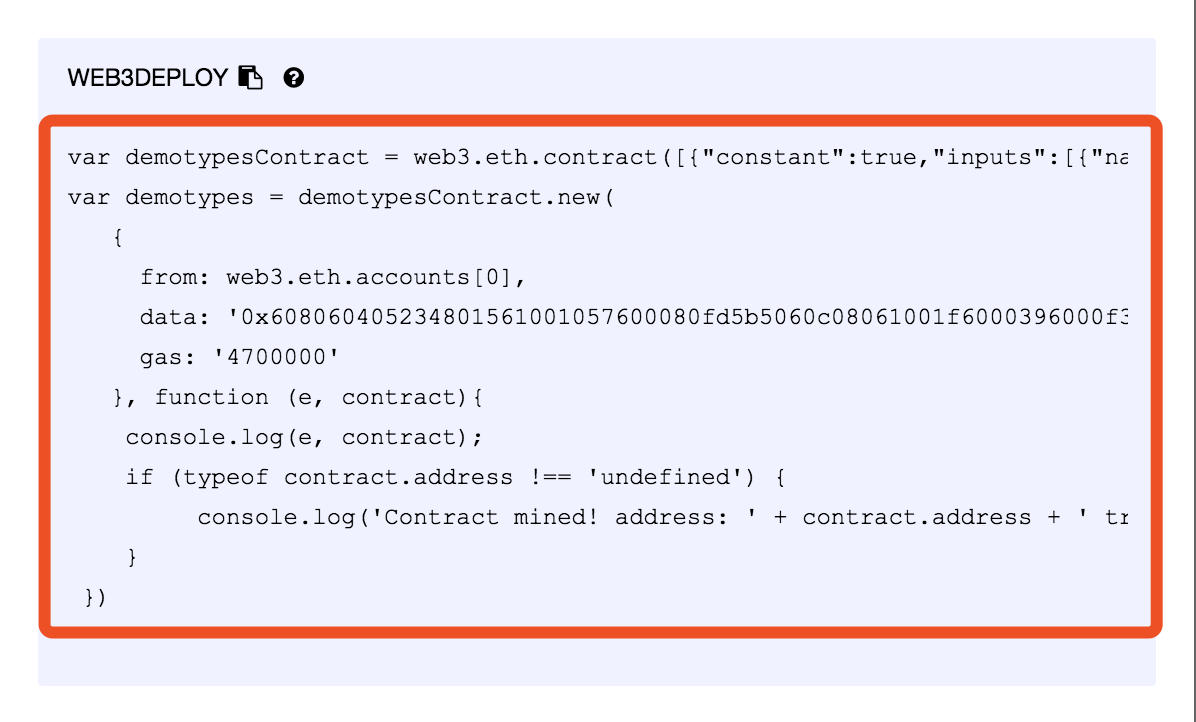 WEB3DEPLOY
var demotypesContract = web3.eth.contract([{"constant":true,"inputs":[{"na
var demotypes = demotypesContract.new(
   {
     from: web3.eth.accounts[0],
     data: '0x608060405234801561001057600080fd5b5060c08061001f6000396000f3
     gas: '4700000'
   }, function (e, contract){
    console.log(e, contract);
    if (typeof contract.address !== 'undefined') {
         console.log('Contract mined! address: ' + contract.address + ' tr
    }
 })